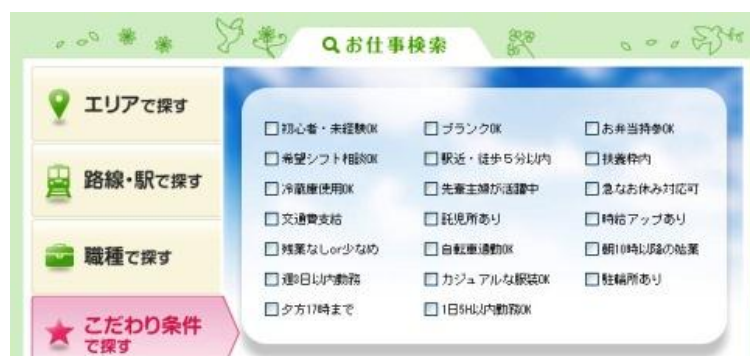 お仕事検索
エリアで探す
路線・駅で探す
職種で探す
こだわり条件
で探す
初心者・未経験OK
ブランクOK
お弁当持参OK
希望シフト相談OK
駅近・徒歩5分以内
扶養枠内
冷蔵庫使用OK
先輩主婦が活躍中
急なお休み対応可
交通費支給
託児所あり
時給アップあり
残業なしor少なめ
自転車通勤OK
朝10時以降の始業
週3日以内勤務
カジュアルな服装OK
駐輪所あり
夕方17時まで
1日5H以内勤務OK